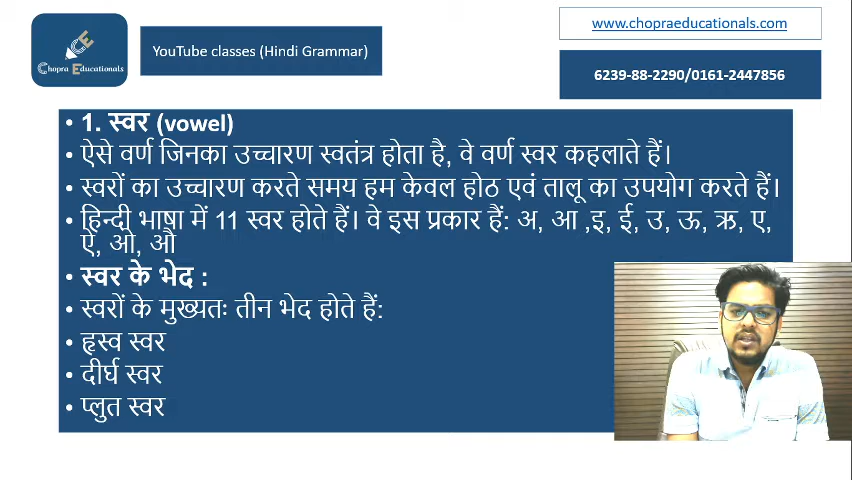 Chopra Educationals
YouTube classes (Hindi Grammar)
www.chopraeducationals.com
6239-88-2290/0161-2447856
• 1. स्वर (vowel)
• ऐसे वर्ण जिनका उच्चारण स्वतंत्र होता है, वे वर्ण स्वर कहलाते हैं।
• स्वरों का उच्चारण करते समय हम केवल होठ एवं तालू का उपयोग करते हैं।
• हिन्दी भाषा में 11 स्वर होते हैं। वे इस प्रकार हैं: अ, आ ,इ, ई, उ, ऊ, ऋ, ए,
ऐ, ओ, औ
• स्वर के भेद :
• स्वरों के मुख्यतः तीन भेद होते हैं:
• हृस्व स्वर
• दीर्घ स्वर
• प्लुत स्वर